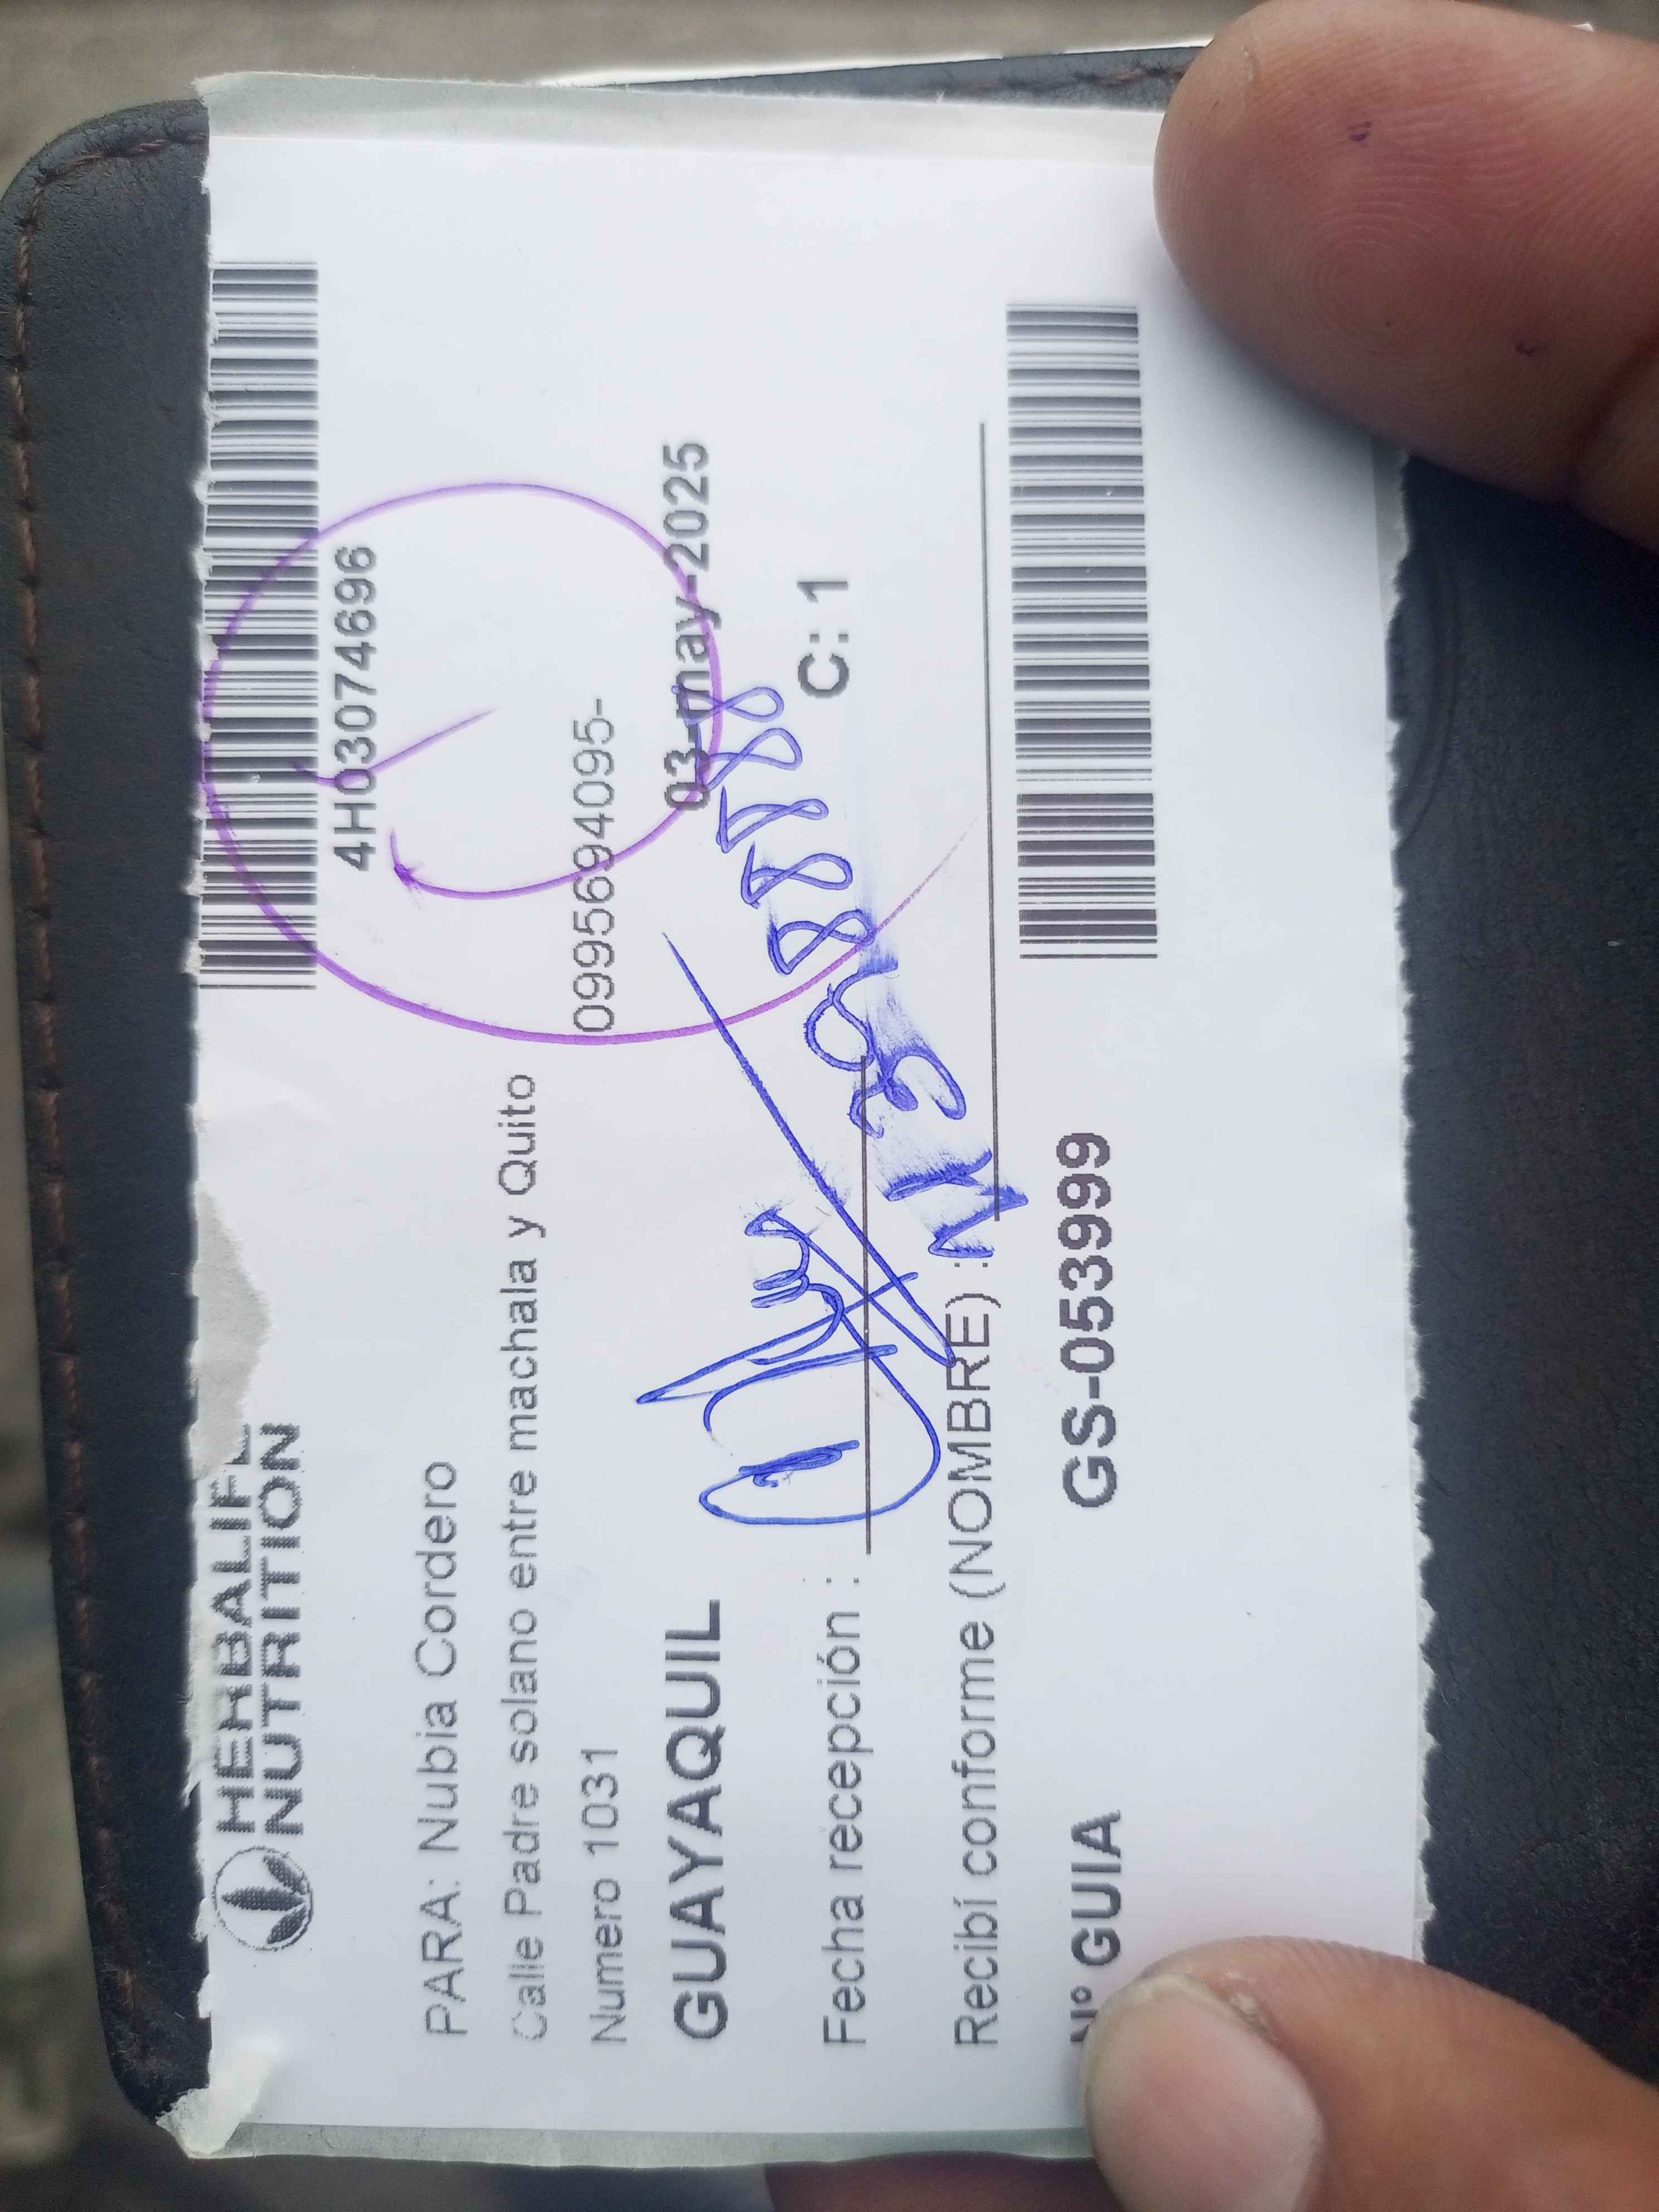 HERBALIFE
NUTRITION
4H03074696
PARA: Nubia Cordero
Calle Padre solano entre machala y Quito
Numero 1031
0995694095-
GUAYAQUIL
03-may-2025
Fecha recepción :
C: 1
Recibí conforme (NOMBRE) :
Nº GUIA
GS-053999